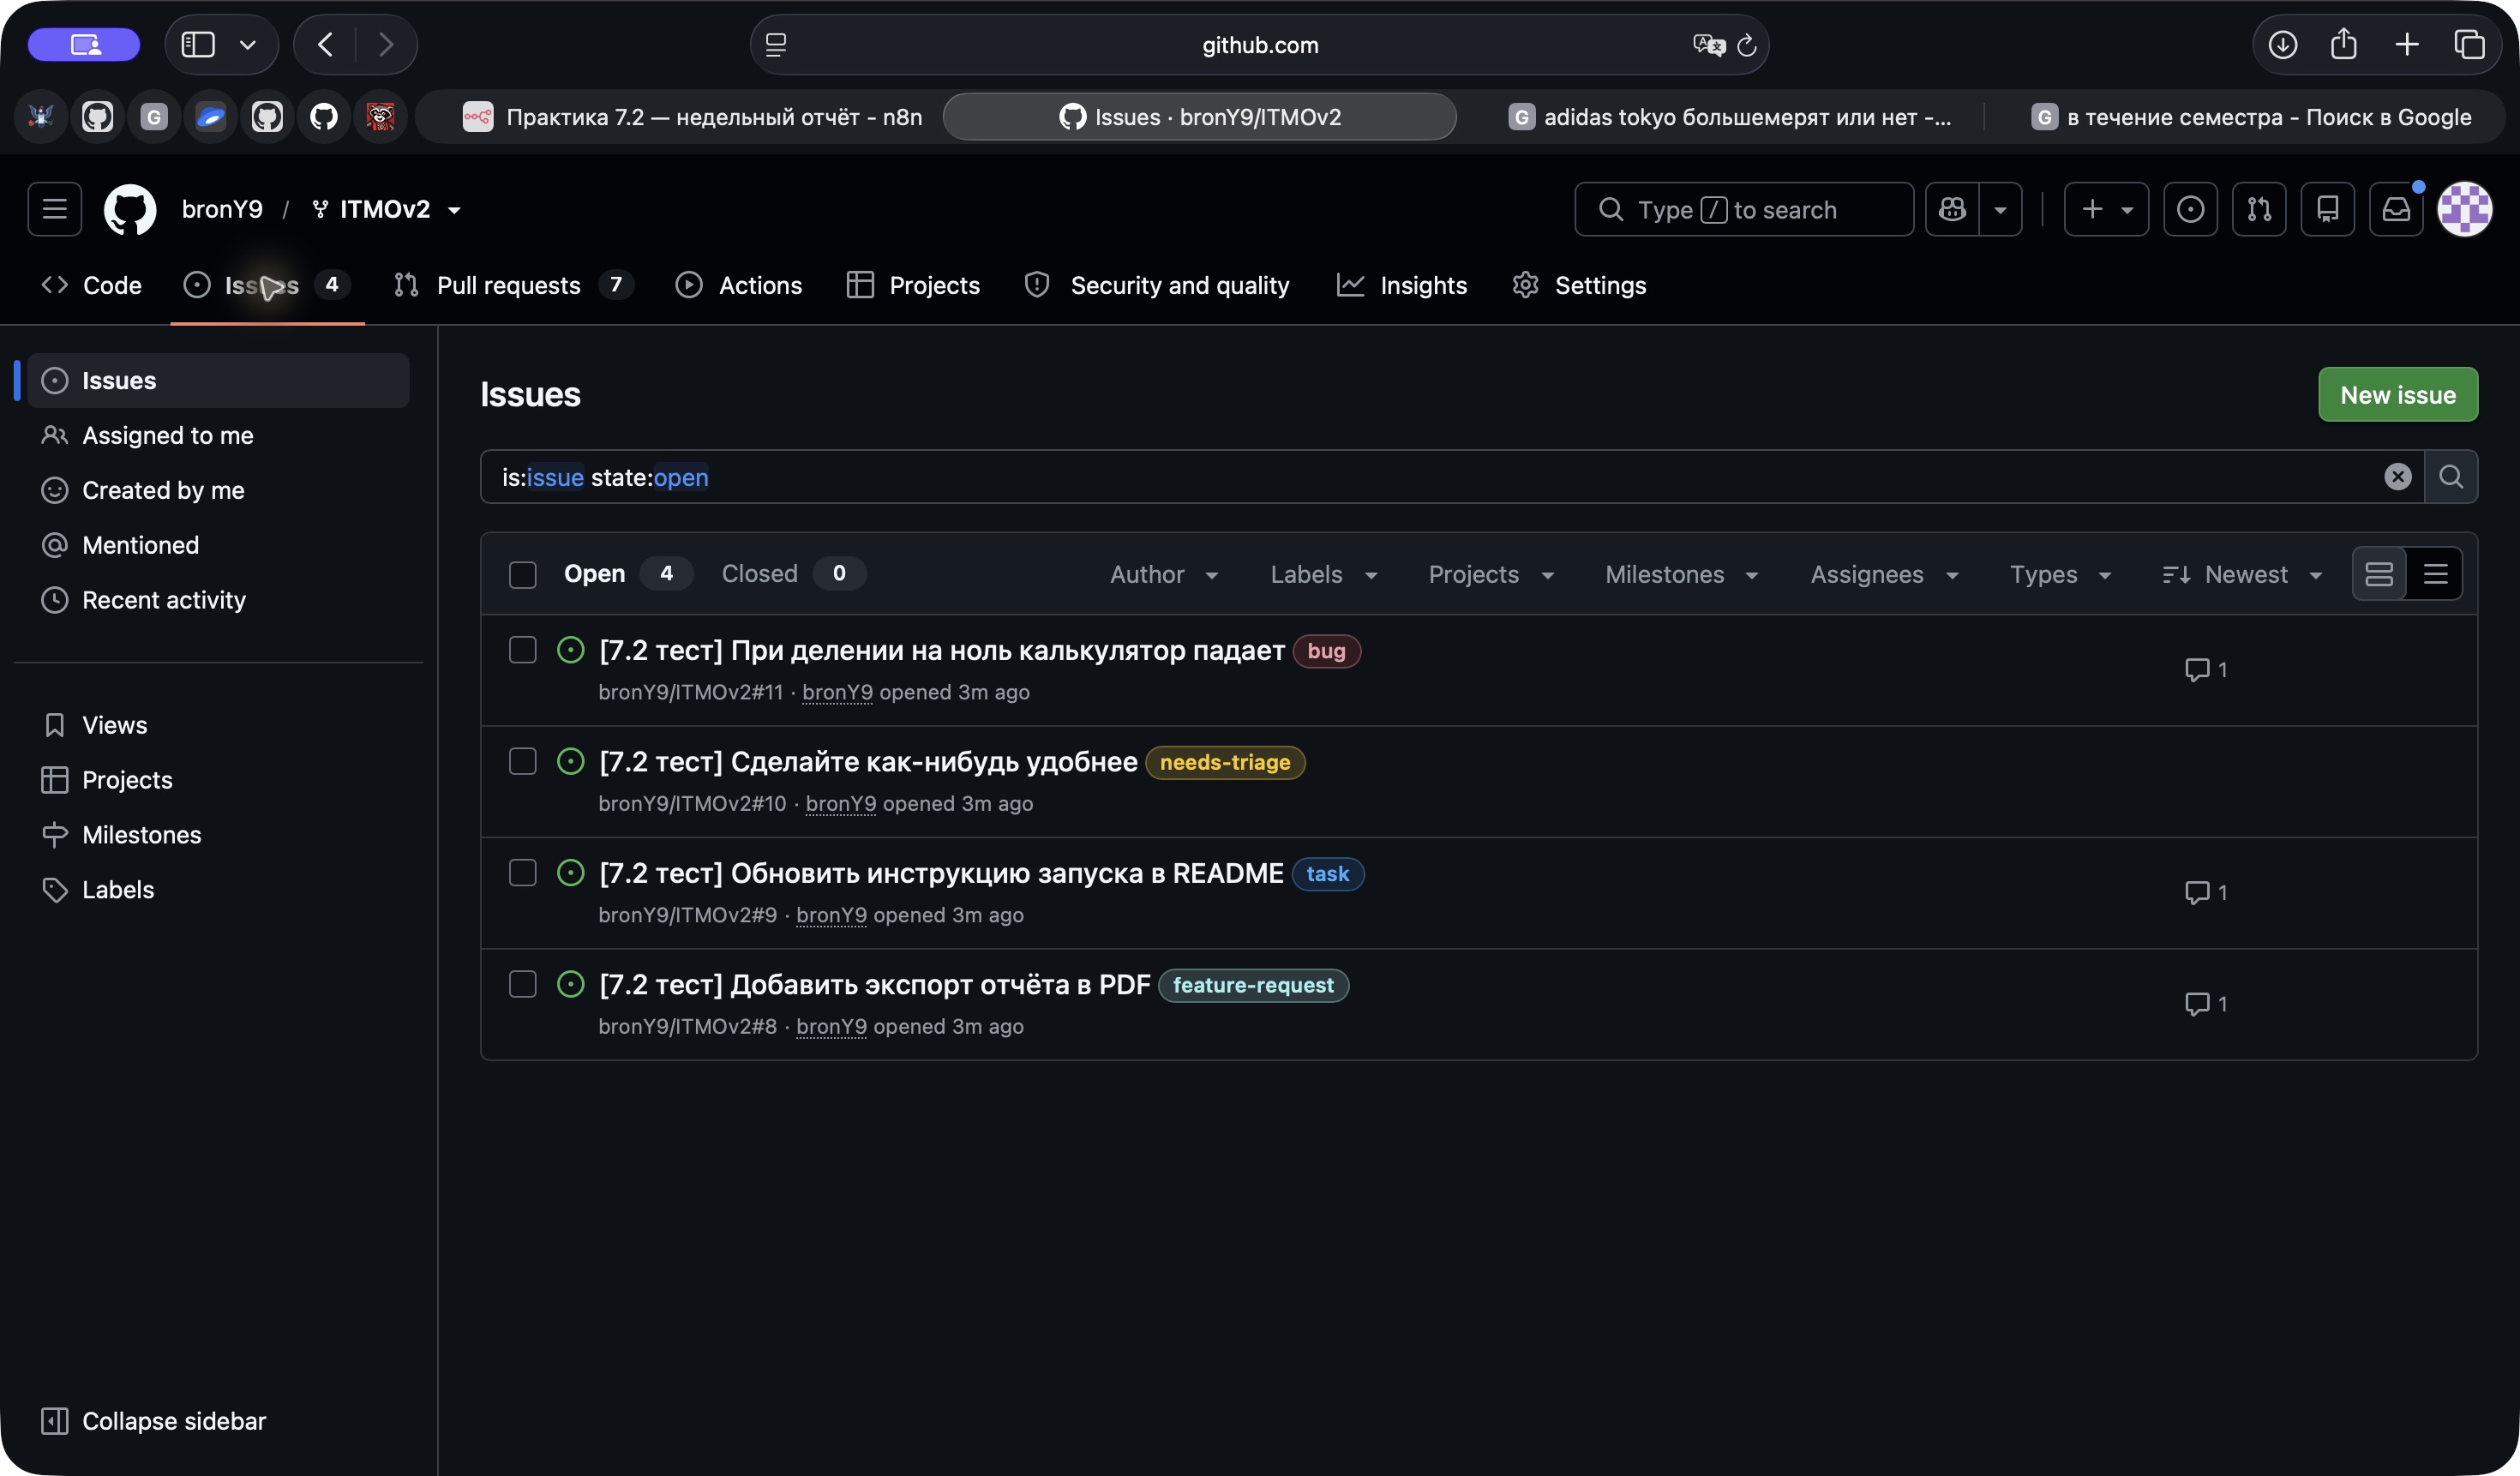 github.com
Практика 7.2 — недельный отчёт - n8n
Issues · bronY9/ITMOv2
G adidas tokyo большемерят или нет -...
G в течение семестра - Поиск в Google
G
bronY9 / ITMOv2
Type / to search
Code
Issues 4
Pull requests 7
Actions
Projects
Security and quality
Insights
Settings
Issues
Assigned to me
Created by me
Mentioned
Recent activity
Views
Projects
Milestones
Labels
Collapse sidebar
Issues
New issue
is:issue state:open
Open 4 Closed 0 Author Labels Projects Milestones Assignees Types Newest
[7.2 тест] При делении на ноль калькулятор падает bug
bronY9/ITMOv2#11 · bronY9 opened 3m ago
1
[7.2 тест] Сделайте как-нибудь удобнее needs-triage
bronY9/ITMOv2#10 · bronY9 opened 3m ago
[7.2 тест] Обновить инструкцию запуска в README task
bronY9/ITMOv2#9 · bronY9 opened 3m ago
1
[7.2 тест] Добавить экспорт отчёта в PDF feature-request
bronY9/ITMOv2#8 · bronY9 opened 3m ago
1